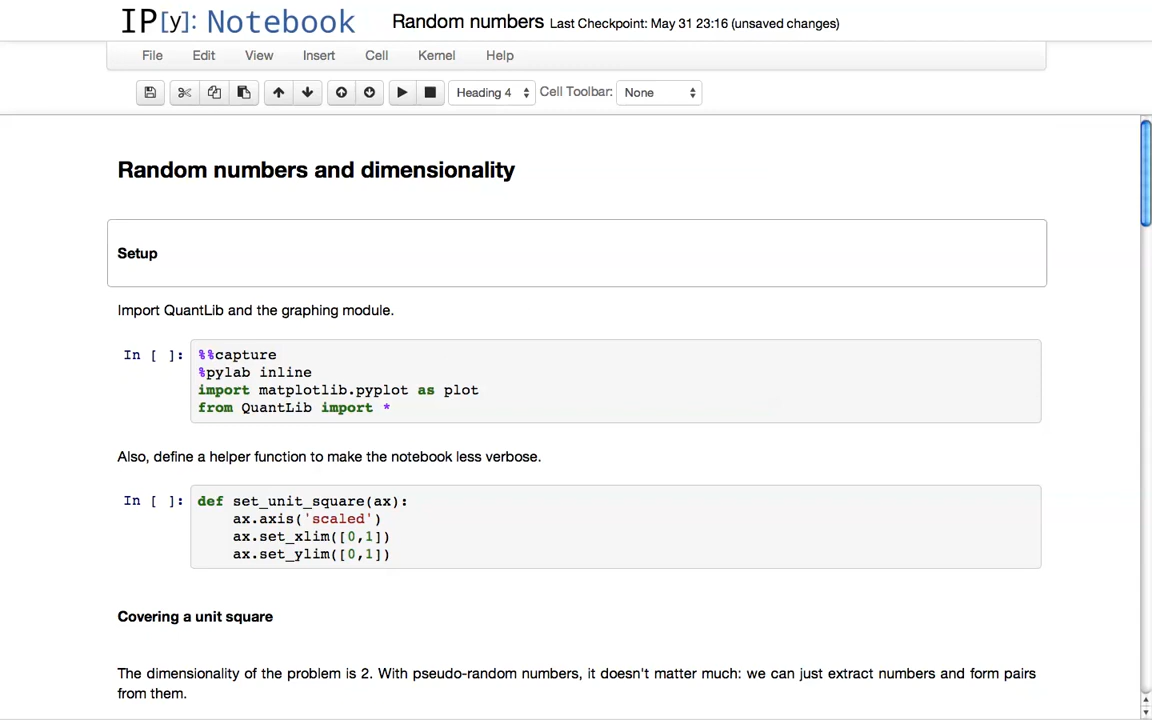 IP[y]: Notebook Random numbers Last Checkpoint: May 31 23:16 (unsaved changes)
File Edit View Insert Cell Kernel Help
Heading 4 Cell Toolbar: None
Random numbers and dimensionality
Setup
Import QuantLib and the graphing module.
In [ ]: %%capture
%pylab inline
import matplotlib.pyplot as plot
from QuantLib import *
Also, define a helper function to make the notebook less verbose.
In [ ]: def set_unit_square(ax):
    ax.axis('scaled')
    ax.set_xlim([0,1])
    ax.set_ylim([0,1])
Covering a unit square
The dimensionality of the problem is 2. With pseudo-random numbers, it doesn't matter much: we can just extract numbers and form pairs
from them.